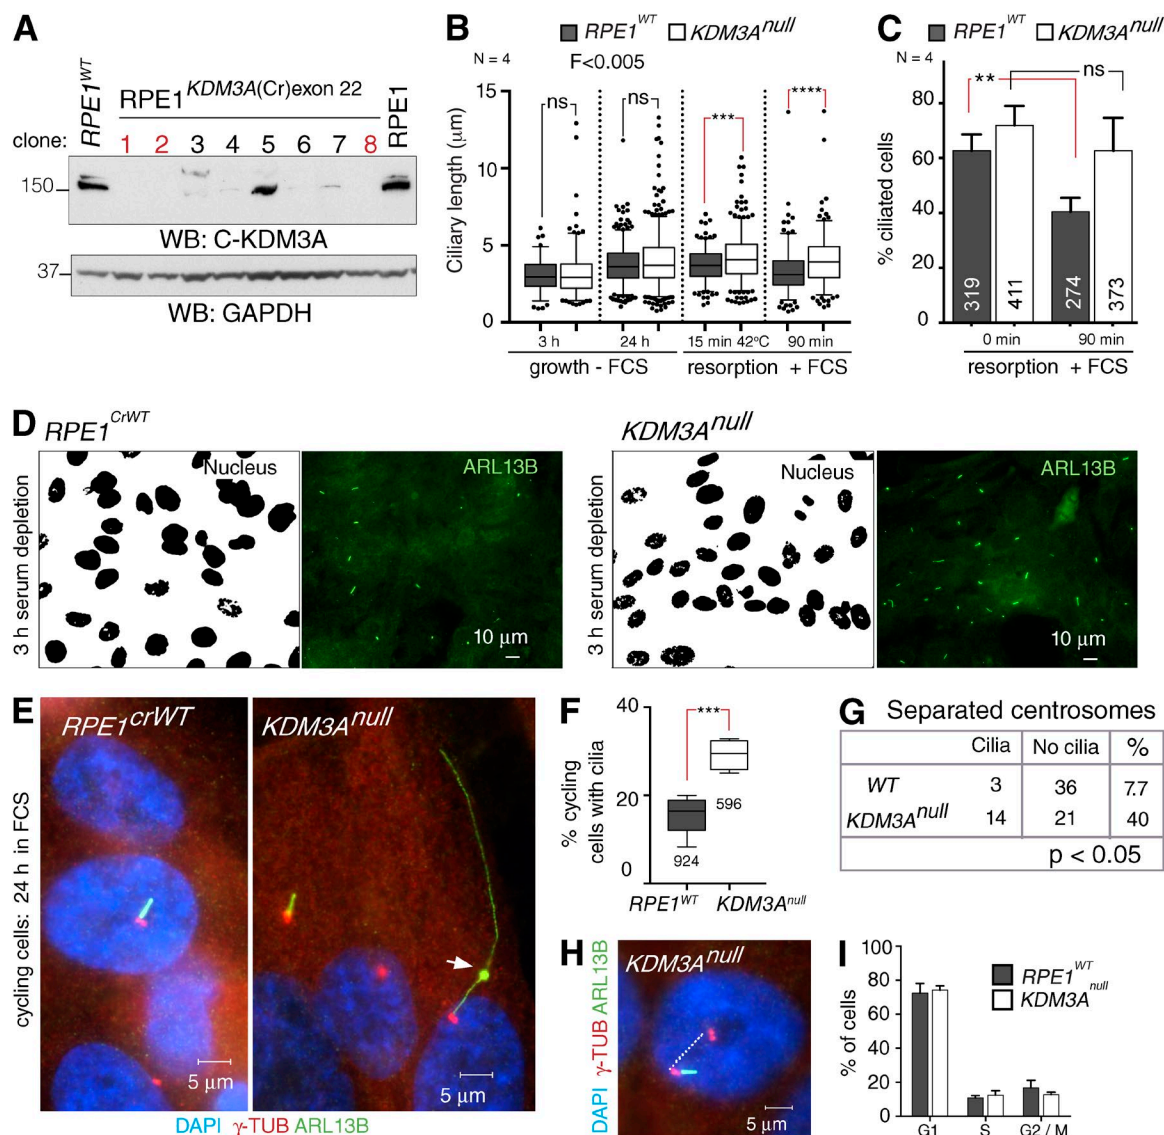 A
RPE1WT
RPE1KDM3A(Cr)exon 22
RPE1
clone: 1 2 3 4 5 6 7 8
150
WB: C-KDM3A
37
WB: GAPDH
B
RPE1WT KDM3Anull
N = 4
F<0.005
Ciliary length (µm)
15
10
5
0
ns
ns
***
****
3 h 24 h 15 min 42ºC 90 min
growth - FCS resorption + FCS
C
RPE1WT KDM3Anull
N = 4
% ciliated cells
80
60
40
20
0
**
ns
319 411 274 373
0 min 90 min
resorption + FCS
D
RPE1CrWT
3 h serum depletion
Nucleus
ARL13B
10 µm
KDM3Anull
3 h serum depletion
Nucleus
ARL13B
10 µm
E
cycling cells: 24 h in FCS
RPE1crWT
KDM3Anull
5 µm
5 µm
DAPI γ-TUB ARL13B
F
% cycling
cells with cilia
40
20
0
***
924
596
RPE1WT KDM3Anull
G Separated centrosomes
Cilia No cilia %
WT 3 36 7.7
KDM3Anull 14 21 40
p < 0.05
H
DAPI γ-TUB ARL13B
KDM3Anull
5 µm
I
% of cells
100
80
60
40
20
0
RPE1WT
KDM3Anull
G1 S G2 / M